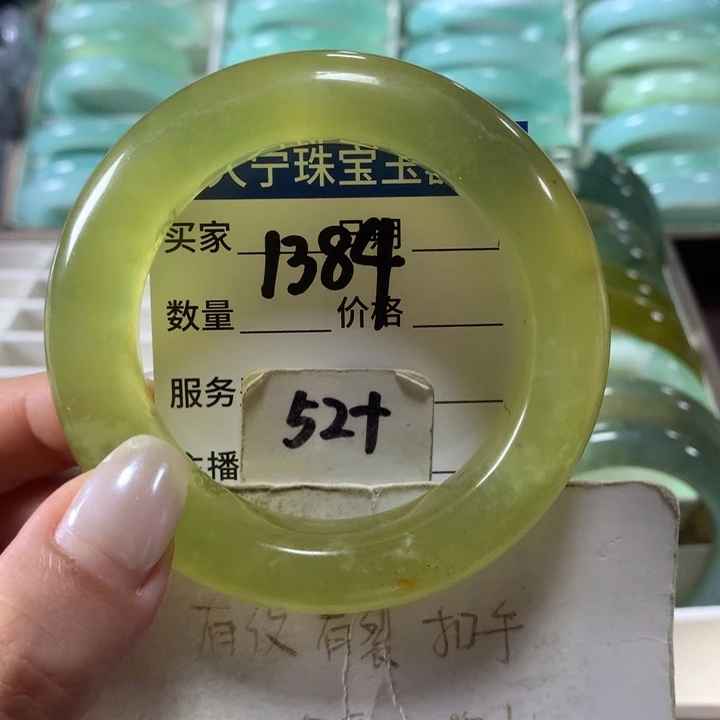 宁珠宝玉
买家 1384 日期
数量 价格
服务
52+
主播
有纹 有裂 扣手